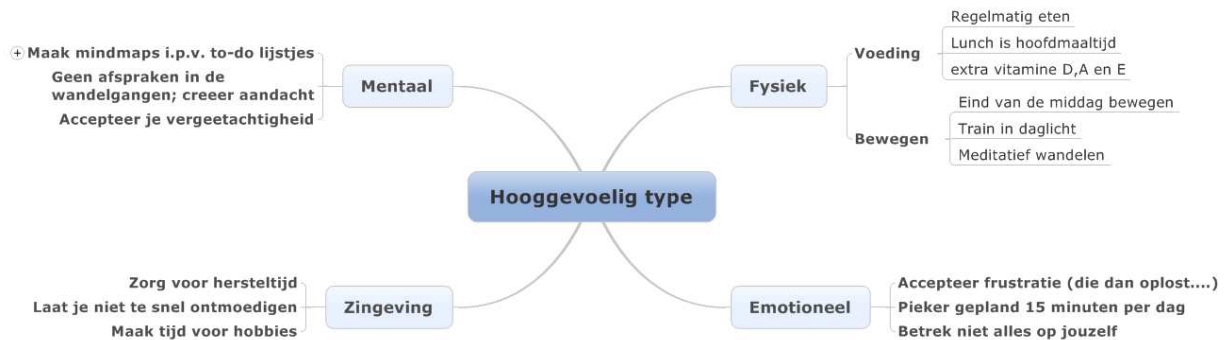 Hooggevoelig type
Mentaal
Maak mindmaps i.p.v. to-do lijstjes
Geen afspraken in de
wandelgangen; creeer aandacht
Accepteer je vergeetachtigheid
Fysiek
Voeding
Regelmatig eten
Lunch is hoofdmaaltijd
extra vitamine D,A en E
Bewegen
Eind van de middag bewegen
Train in daglicht
Meditatief wandelen
Zingeving
Zorg voor hersteltijd
Laat je niet te snel ontmoedigen
Maak tijd voor hobbies
Emotioneel
Accepteer frustratie (die dan oplost....)
Pieker gepland 15 minuten per dag
Betrek niet alles op jouzelf